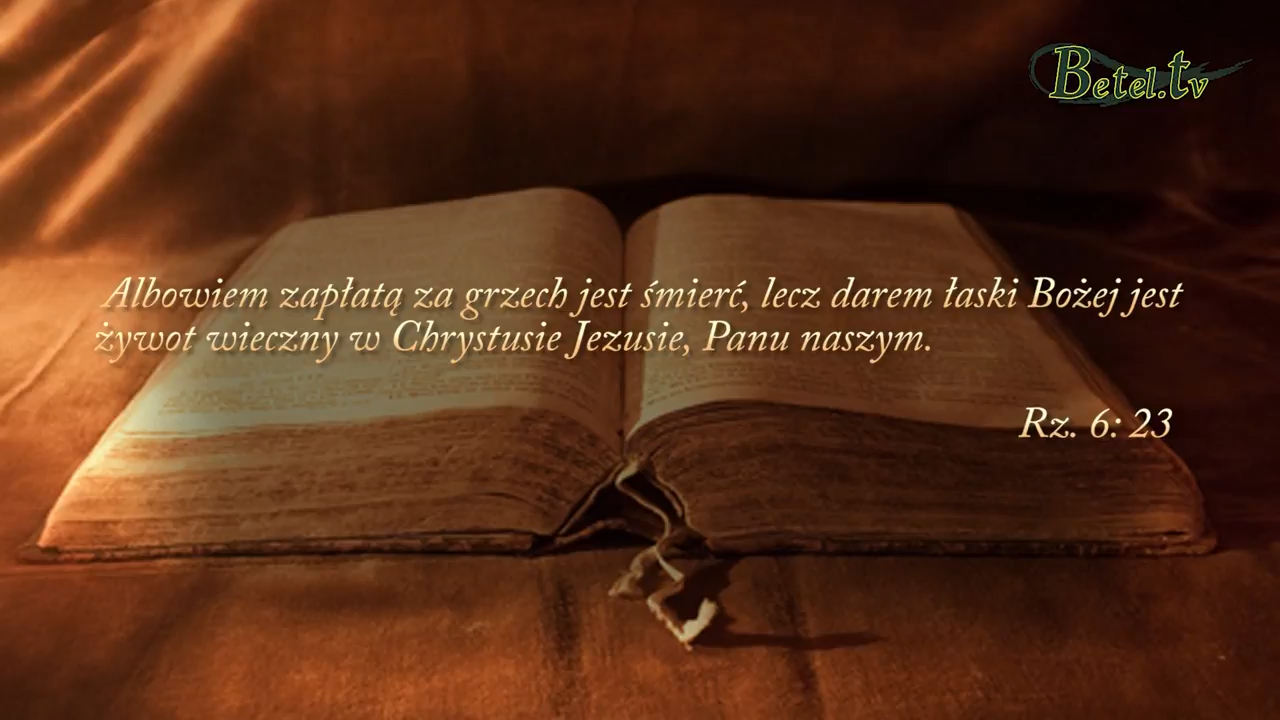 Betel.tv
Albowiem zapłatą za grzech jest śmierć, lecz darem łaski Bożej jest
żywot wieczny w Chrystusie Jezusie, Panu naszym.
Rz. 6: 23